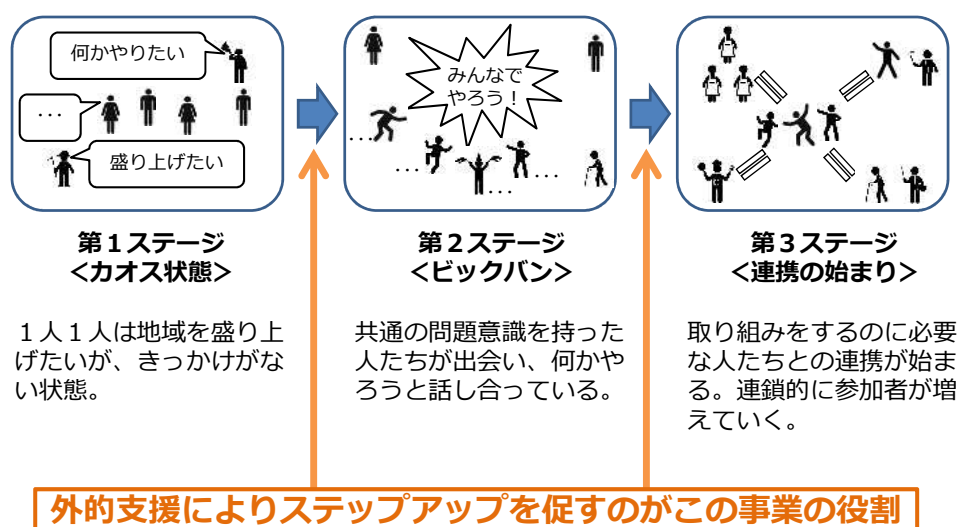 何かやりたい
・・・
盛り上げたい
みんなで
やろう！
・・・
・・・
・・・
・・・
第１ステージ
＜カオス状態＞
１人１人は地域を盛り上
げたいが、きっかけがな
い状態。
第２ステージ
＜ビックバン＞
共通の問題意識を持った
人たちが出会い、何かや
ろうと話し合っている。
第３ステージ
＜連携の始まり＞
取り組みをするのに必要
な人たちとの連携が始ま
る。連鎖的に参加者が増
えていく。
外的支援によりステップアップを促すのがこの事業の役割